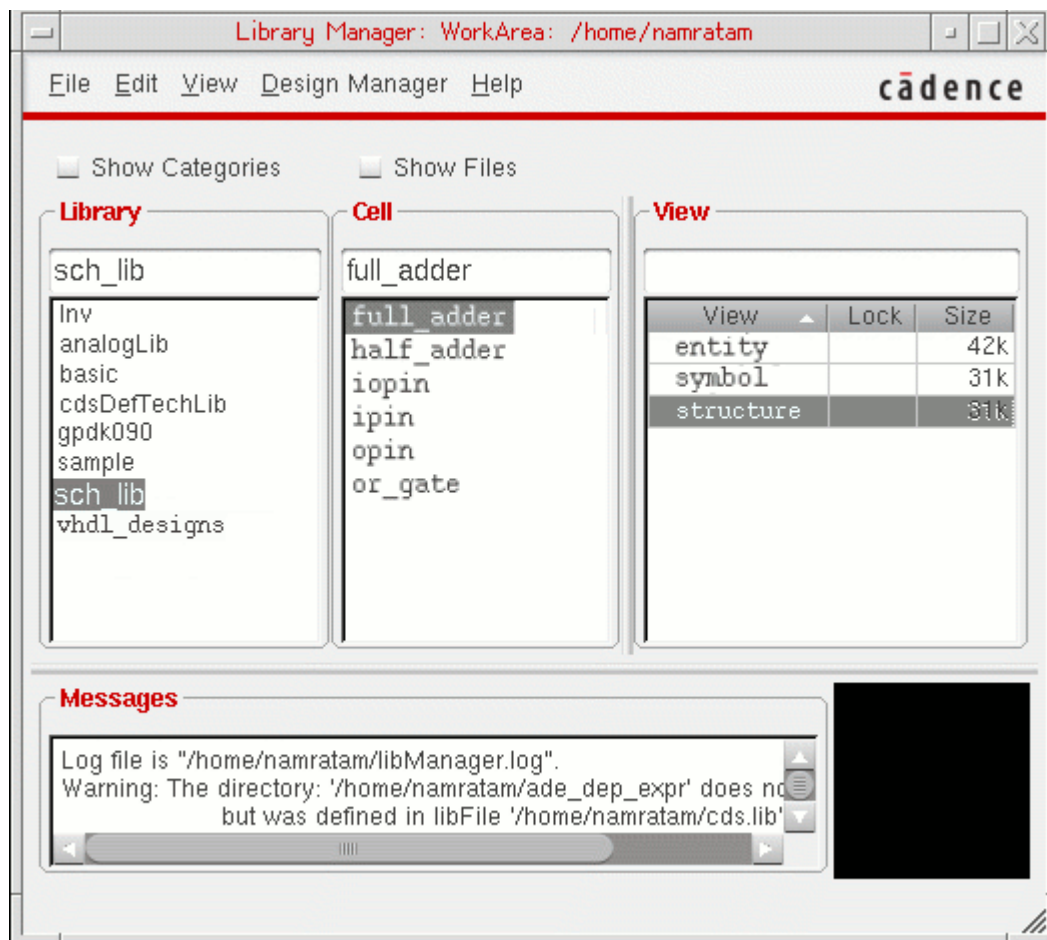 Library Manager: WorkArea: /home/namratam
File Edit View Design Manager Help
cādence
Show Categories Show Files
Library
sch_lib
Inv
analogLib
basic
cdsDefTechLib
gpdk090
sample
sch_lib
vhdl_designs
Cell
full_adder
full_adder
half_adder
iopin
ipin
opin
or_gate
View
View Lock Size
entity 42k
symbol 31k
structure 31k
Messages
Log file is "/home/namratam/libManager.log".
Warning: The directory: '/home/namratam/ade_dep_expr' does no
but was defined in libFile '/home/namratam/cds.lib'